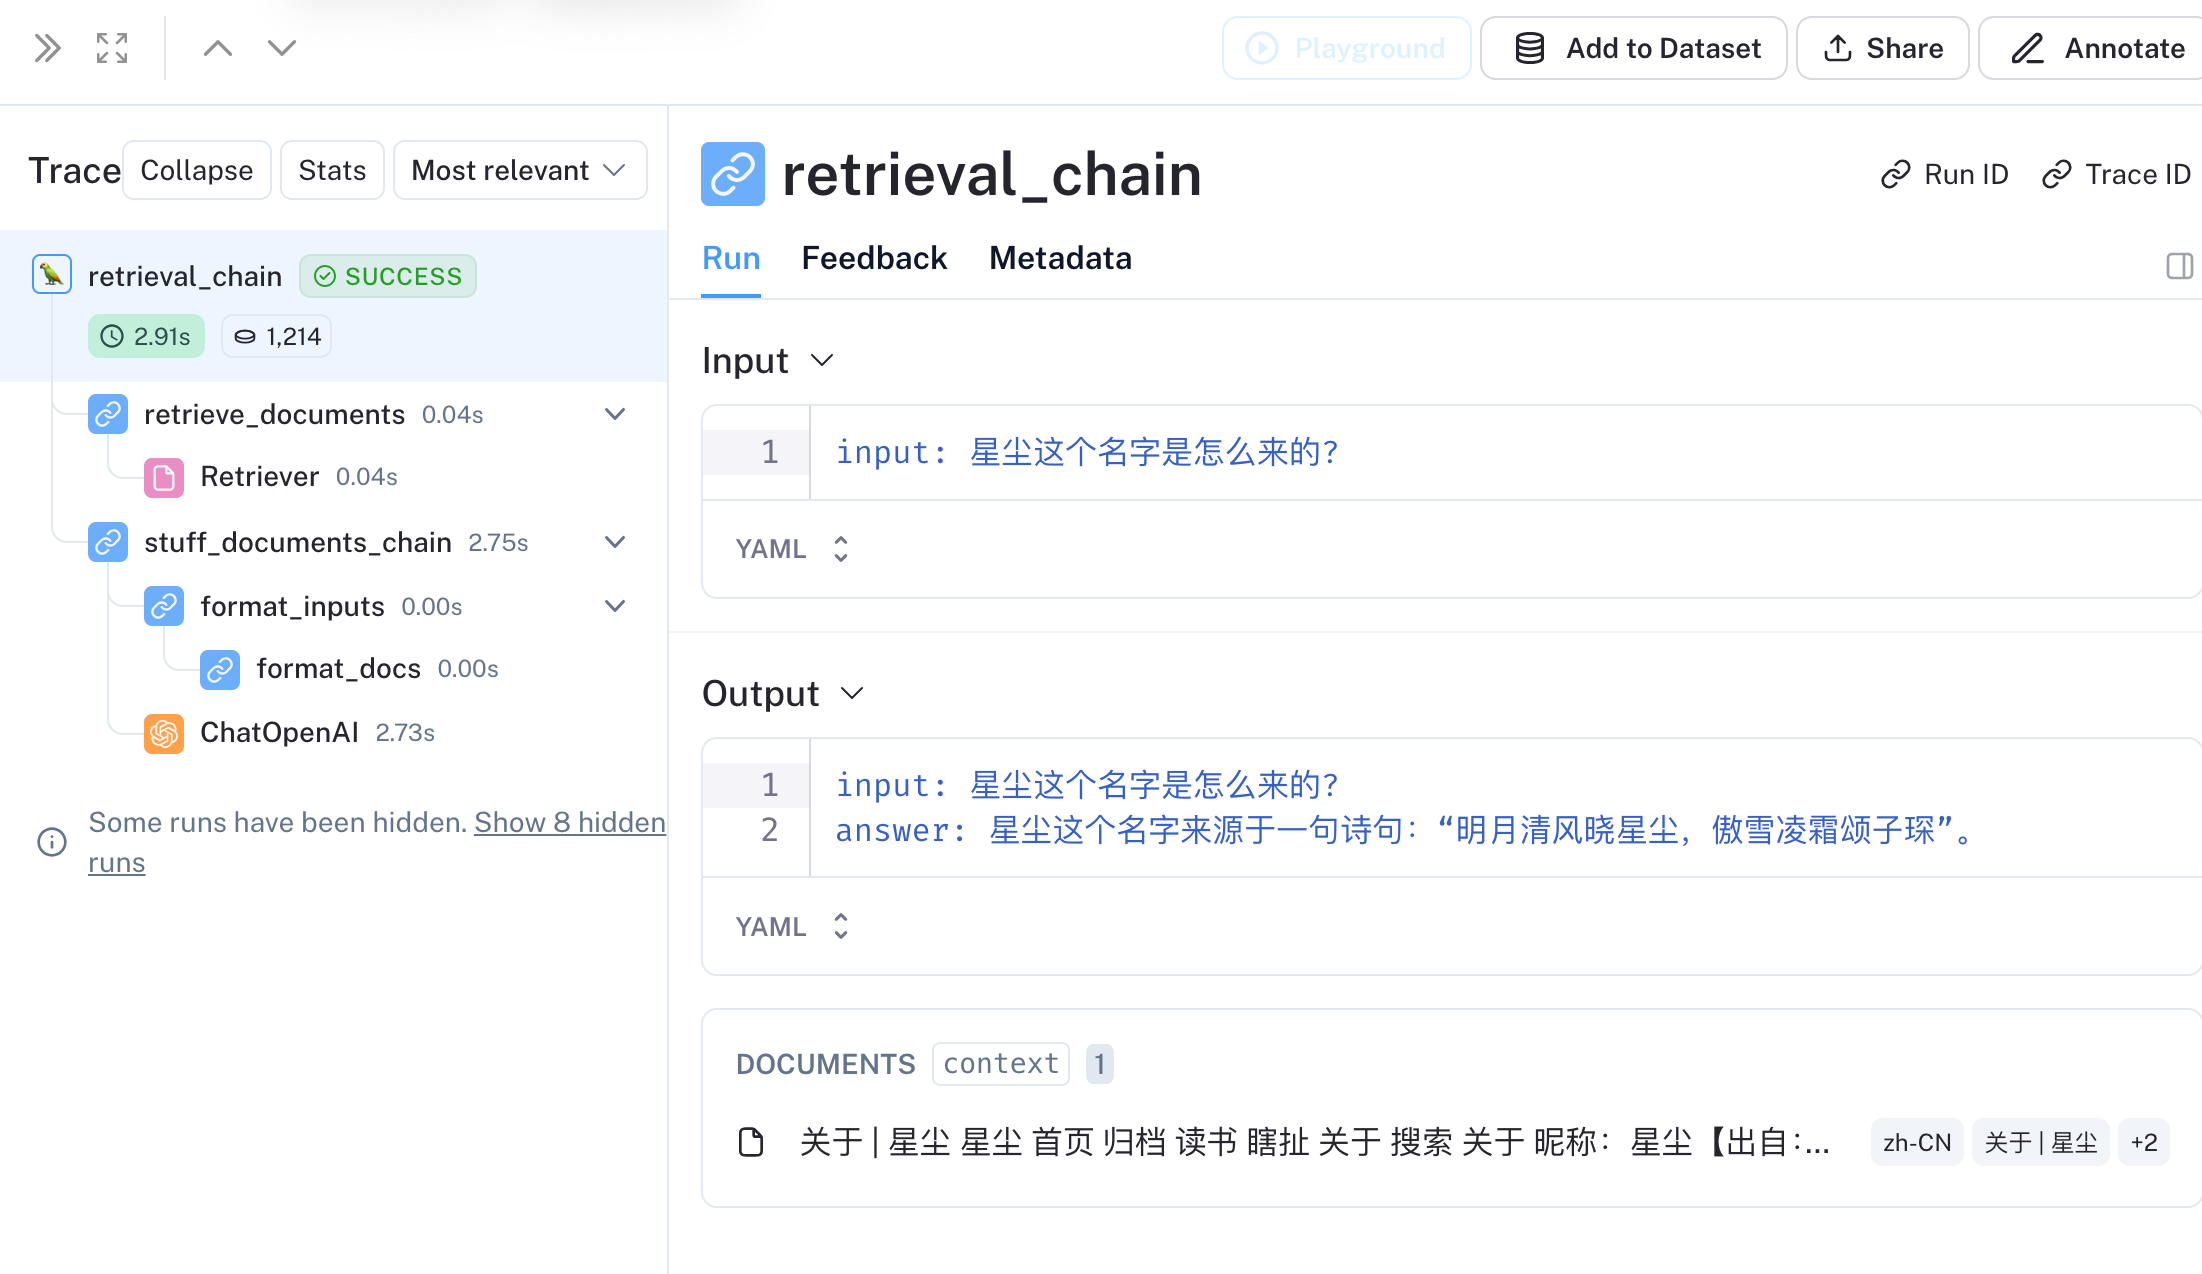 Playground
Add to Dataset
Share
Annotate
Trace
Collapse
Stats
Most relevant
retrieval_chain
SUCCESS
2.91s
1,214
retrieve_documents 0.04s
Retriever 0.04s
stuff_documents_chain 2.75s
format_inputs 0.00s
format_docs 0.00s
ChatOpenAI 2.73s
Some runs have been hidden. Show 8 hidden
runs
retrieval_chain
Run ID
Trace ID
Run
Feedback
Metadata
Input
1 input: 星尘这个名字是怎么来的?
YAML
Output
1 input: 星尘这个名字是怎么来的?
2 answer: 星尘这个名字来源于一句诗句：“明月清风晓星尘，傲雪凌霜颂子琛”。
YAML
DOCUMENTS context 1
关于 | 星尘 星尘 首页 归档 读书 瞎扯 关于 搜索 关于 昵称：星尘【出自：...
zh-CN
关于 | 星尘
+2